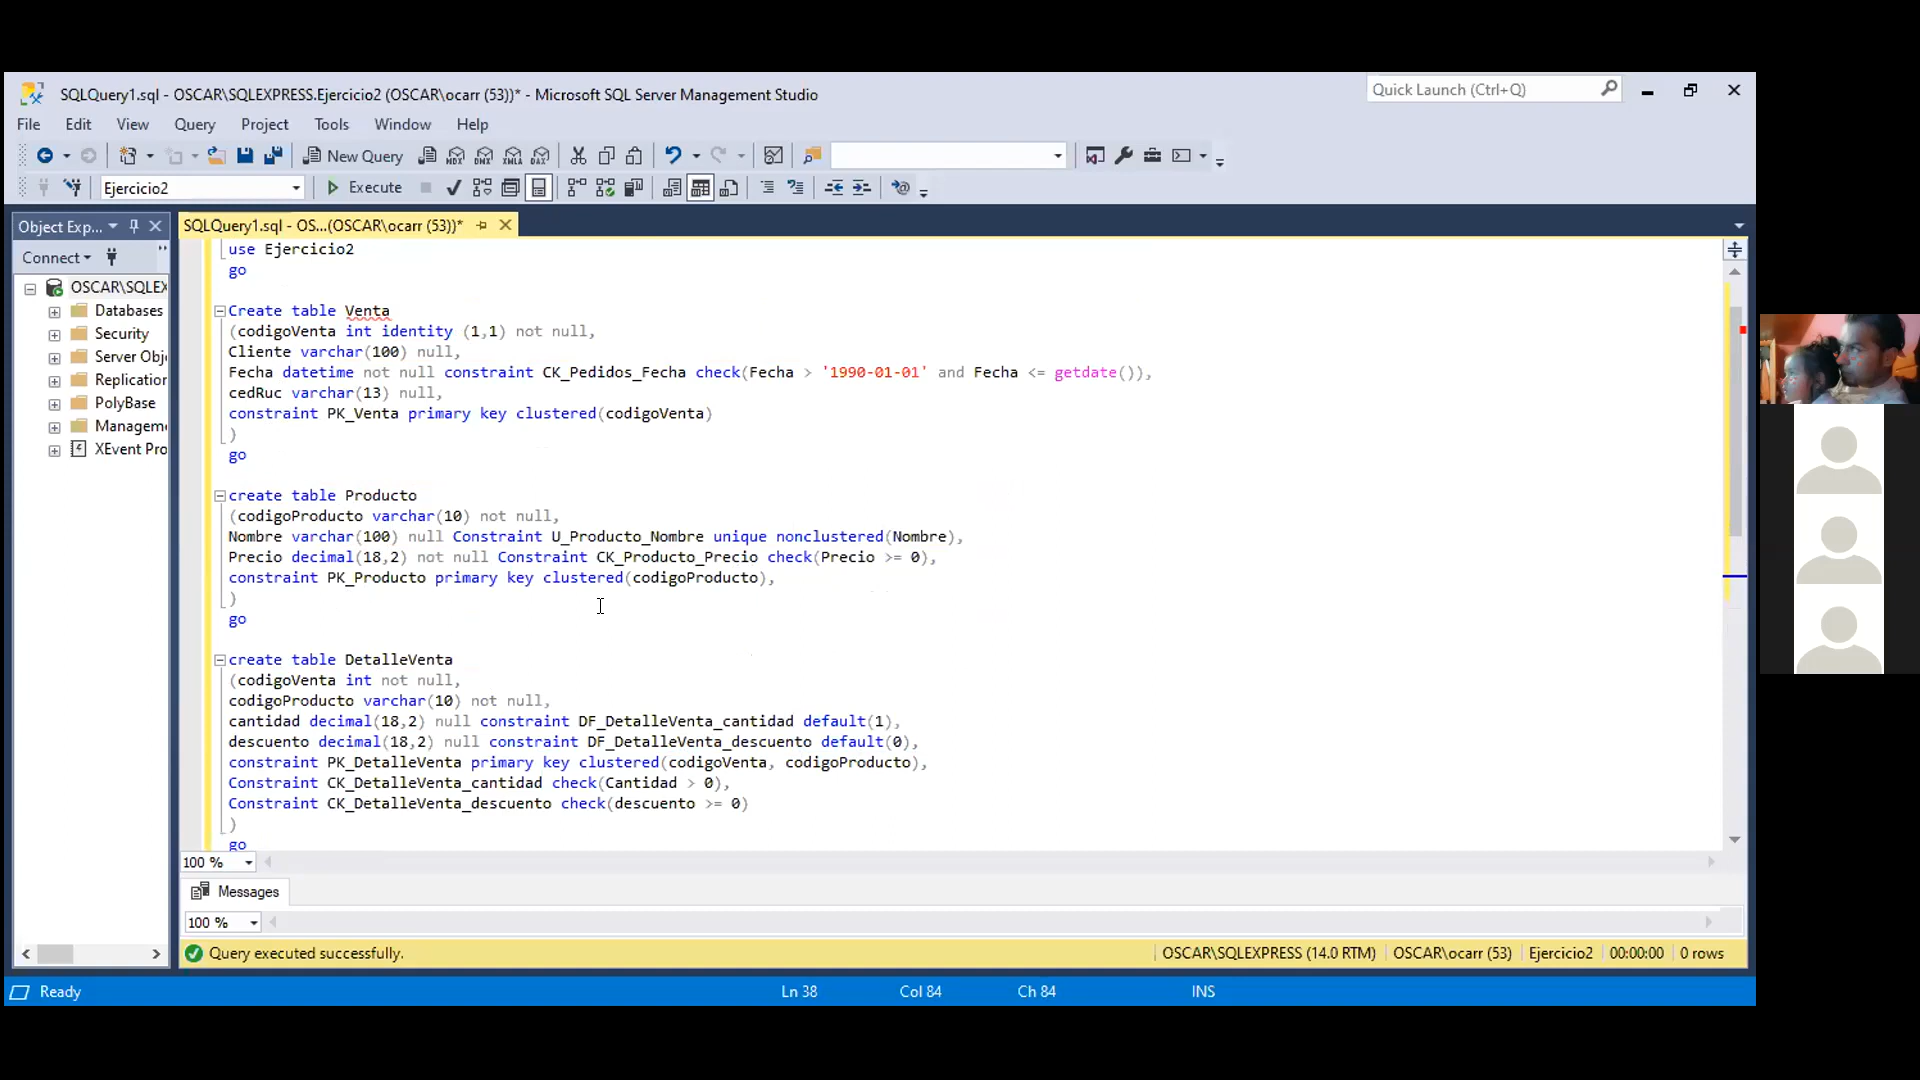 SQLQuery1.sql - OSCAR\SQLEXPRESS.Ejercicio2 (OSCAR\ocarr (53))* - Microsoft SQL Server Management Studio
Quick Launch (Ctrl+Q)
File Edit View Query Project Tools Window Help
New Query
MDX DMX XMLA DAX
Ejercicio2
Execute
Object Exp...
SQLQuery1.sql - OS...(OSCAR\ocarr (53))*
Connect
OSCAR\SQLEX
Databases
Security
Server Obj
Replication
PolyBase
Managem
XEvent Pro
use Ejercicio2
go
Create table Venta
(codigoVenta int identity (1,1) not null,
Cliente varchar(100) null,
Fecha datetime not null constraint CK_Pedidos_Fecha check(Fecha > '1990-01-01' and Fecha <= getdate()),
cedRuc varchar(13) null,
constraint PK_Venta primary key clustered(codigoVenta)
)
go
create table Producto
(codigoProducto varchar(10) not null,
Nombre varchar(100) null Constraint U_Producto_Nombre unique nonclustered(Nombre),
Precio decimal(18,2) not null Constraint CK_Producto_Precio check(Precio >= 0),
constraint PK_Producto primary key clustered(codigoProducto),
)
go
create table DetalleVenta
(codigoVenta int not null,
codigoProducto varchar(10) not null,
cantidad decimal(18,2) null constraint DF_DetalleVenta_cantidad default(1),
descuento decimal(18,2) null constraint DF_DetalleVenta_descuento default(0),
constraint PK_DetalleVenta primary key clustered(codigoVenta, codigoProducto),
Constraint CK_DetalleVenta_cantidad check(Cantidad > 0),
Constraint CK_DetalleVenta_descuento check(descuento >= 0)
)
go
100 %
Messages
100 %
Query executed successfully.
OSCAR\SQLEXPRESS (14.0 RTM) OSCAR\ocarr (53) Ejercicio2 00:00:00 0 rows
Ready Ln 38 Col 84 Ch 84 INS